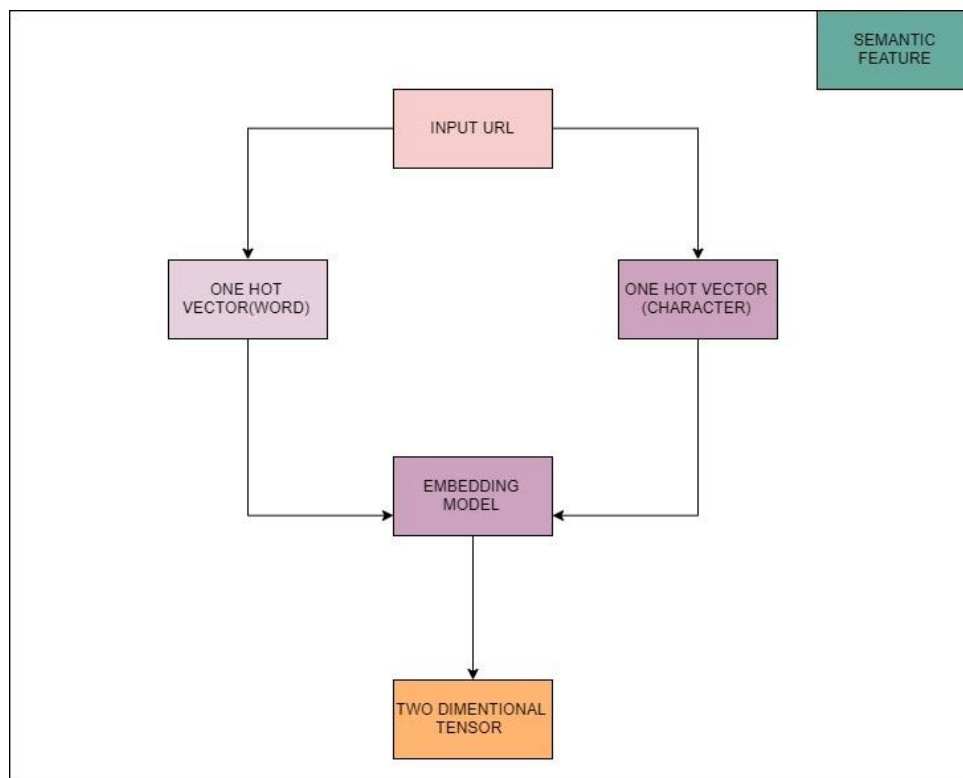 SEMANTIC
FEATURE
INPUT URL
ONE HOT
VECTOR(WORD)
ONE HOT VECTOR
(CHARACTER)
EMBEDDING
MODEL
TWO DIMENTIONAL
TENSOR